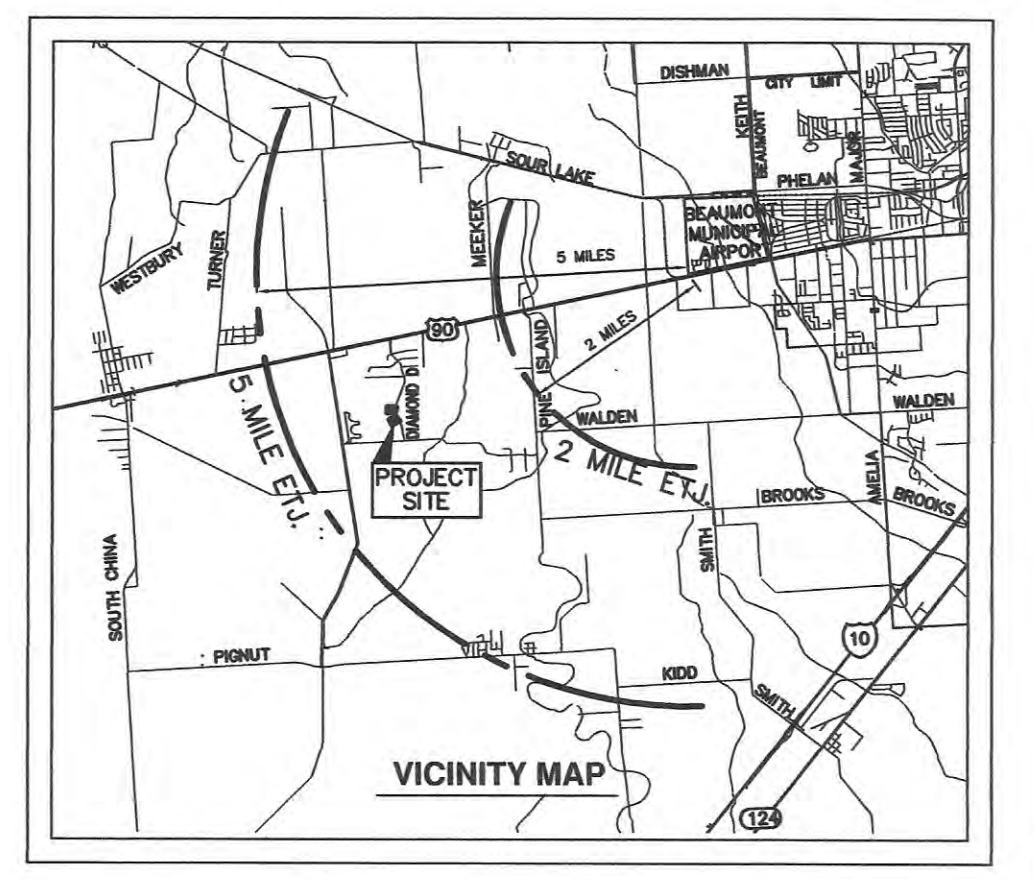 DISHMAN
CITY LIMIT
KEITH
BEAUMONT
MAJOR
SOUR LAKE
PHELAN
BEAUMONT
MUNICIPAL
AIRPORT
MEEKER
5 MILES
WESTBURY
TURNER
90
2 MILES
PINE ISLAND
DIAMOND D
WALDEN
WALDEN
5 MILE ETJ.
2 MILE ETJ.
PROJECT
SITE
AMELIA
BROOKS
BROOKS
SMITH
SOUTH CHINA
10
PIGNUT
KIDD
SMITH
VICINITY MAP
124